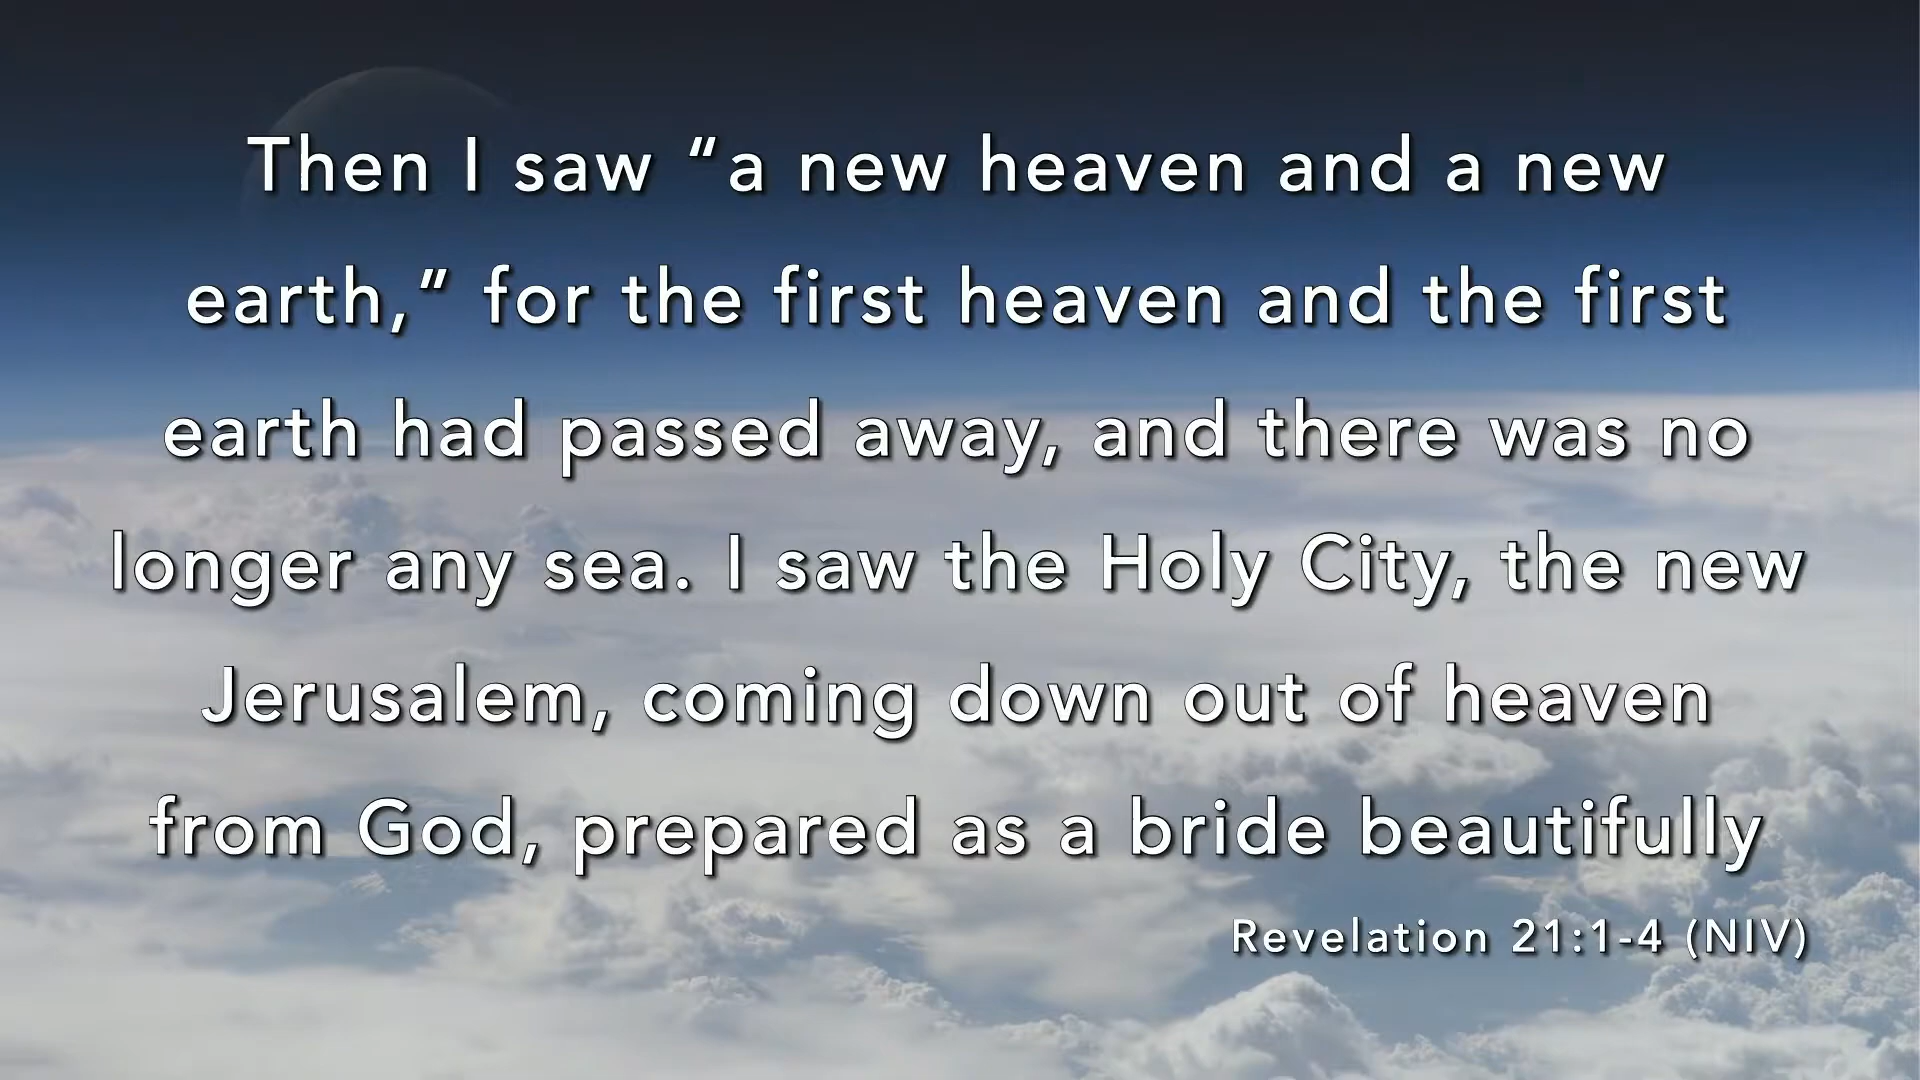 Then I saw “a new heaven and a new
earth,” for the first heaven and the first
earth had passed away, and there was no
longer any sea. I saw the Holy City, the new
Jerusalem, coming down out of heaven
from God, prepared as a bride beautifully
Revelation 21:1-4 (NIV)